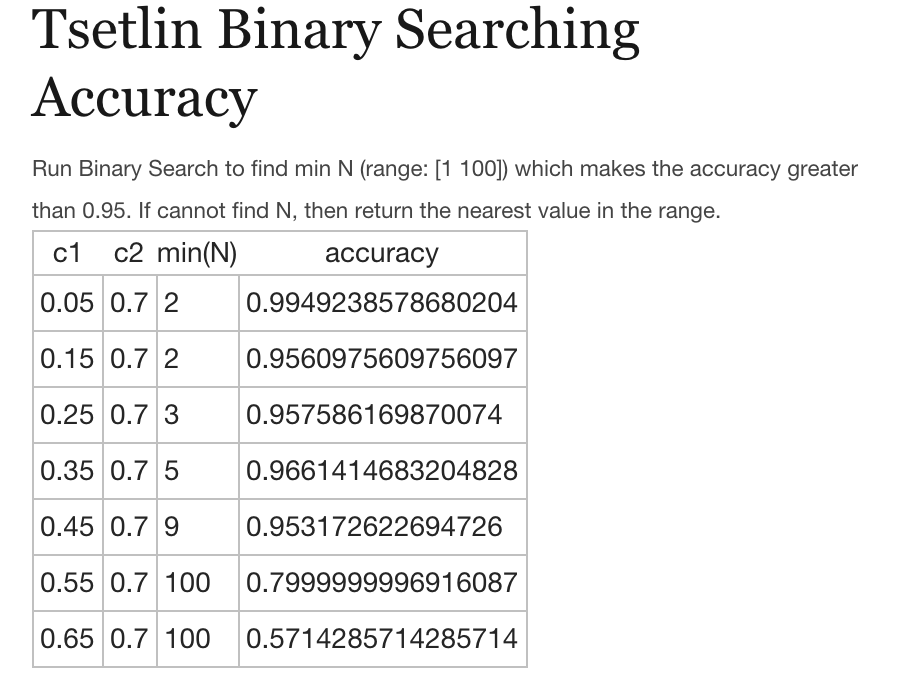 Tsetlin Binary Searching
Accuracy
Run Binary Search to find min N (range: [1 100]) which makes the accuracy greater
than 0.95. If cannot find N, then return the nearest value in the range.
c1 c2 min(N) accuracy
0.05 0.7 2 0.9949238578680204
0.15 0.7 2 0.9560975609756097
0.25 0.7 3 0.957586169870074
0.35 0.7 5 0.9661414683204828
0.45 0.7 9 0.953172622694726
0.55 0.7 100 0.7999999996916087
0.65 0.7 100 0.5714285714285714